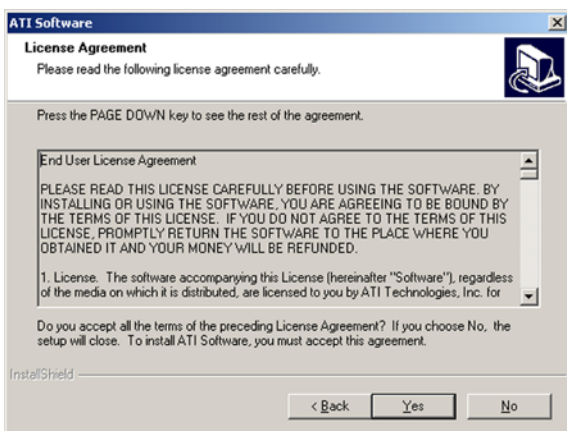 ATI Software
License Agreement
Please read the following license agreement carefully.
Press the PAGE DOWN key to see the rest of the agreement.
End User License Agreement
PLEASE READ THIS LICENSE CAREFULLY BEFORE USING THE SOFTWARE. BY
INSTALLING OR USING THE SOFTWARE, YOU ARE AGREEING TO BE BOUND BY
THE TERMS OF THIS LICENSE. IF YOU DO NOT AGREE TO THE TERMS OF THIS
LICENSE, PROMPTLY RETURN THE SOFTWARE TO THE PLACE WHERE YOU
OBTAINED IT AND YOUR MONEY WILL BE REFUNDED.
1. License. The software accompanying this License (hereinafter "Software"), regardless
of the media on which it is distributed, are licensed to you by ATI Technologies, Inc. for
Do you accept all the terms of the preceding License Agreement? If you choose No, the
setup will close. To install ATI Software, you must accept this agreement.
InstallShield
< Back Yes No